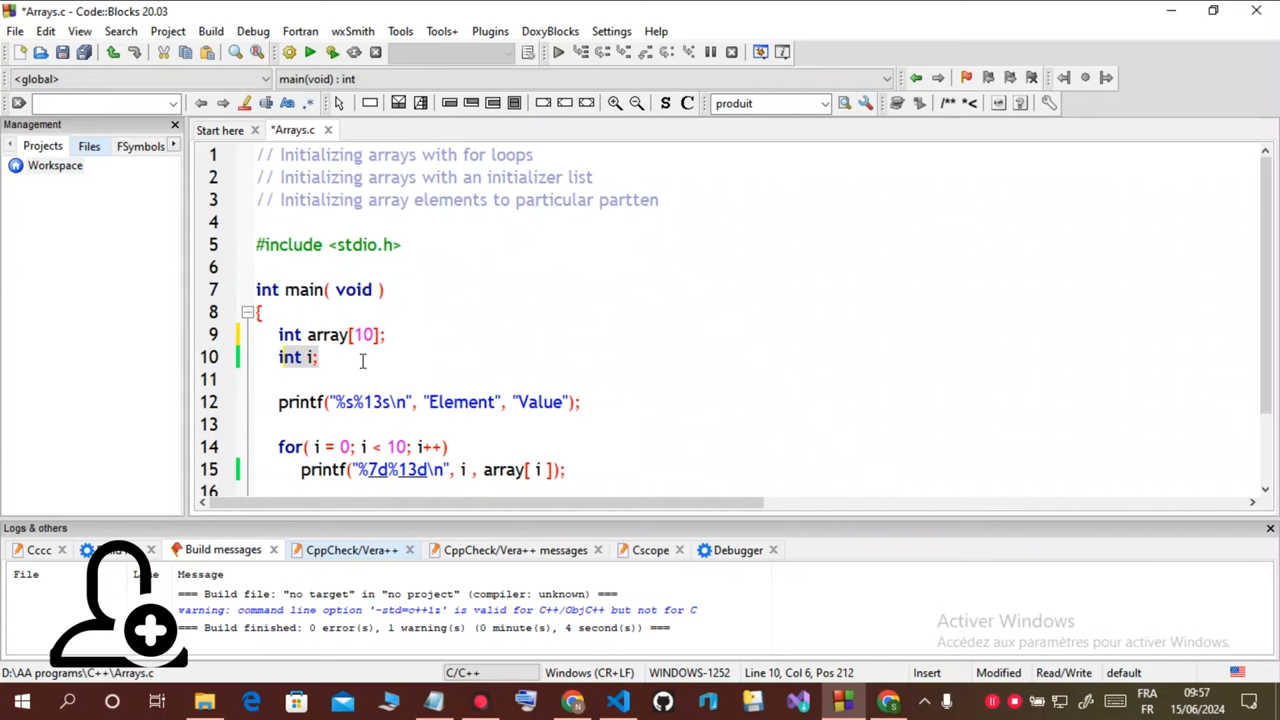 *Arrays.c - Code::Blocks 20.03
File Edit View Search Project Build Debug Fortran wxSmith Tools Tools+ Plugins DoxyBlocks Settings Help
<global> main(void) : int
S C produit /** *<
Management
Projects Files FSymbols
Workspace
Start here *Arrays.c
1 // Initializing arrays with for loops
2 // Initializing arrays with an initializer list
3 // Initializing array elements to particular partten
4
5 #include <stdio.h>
6
7 int main( void )
8 {
9 int array[10];
10 int i;
11
12 printf("%s%13s\n", "Element", "Value");
13
14 for( i = 0; i < 10; i++)
15 printf("%7d%13d\n", i , array[ i ]);
16
Logs & others
Cccc Build messages CppCheck/Vera++ CppCheck/Vera++ messages Cscope Debugger
File Message
=== Build file: "no target" in "no project" (compiler: unknown) ===
warning: command line option '-std=c++1z' is valid for C++/ObjC++ but not for C
=== Build finished: 0 error(s), 1 warning(s) (0 minute(s), 4 second(s)) ===
Activer Windows
Accédez aux paramètres pour activer Windows.
D:\AA programs\C++\Arrays.c C/C++ Windows (CR+LF) WINDOWS-1252 Line 10, Col 6, Pos 212 Insert Modified Read/Write default
FRA 09:57
FR 15/06/2024